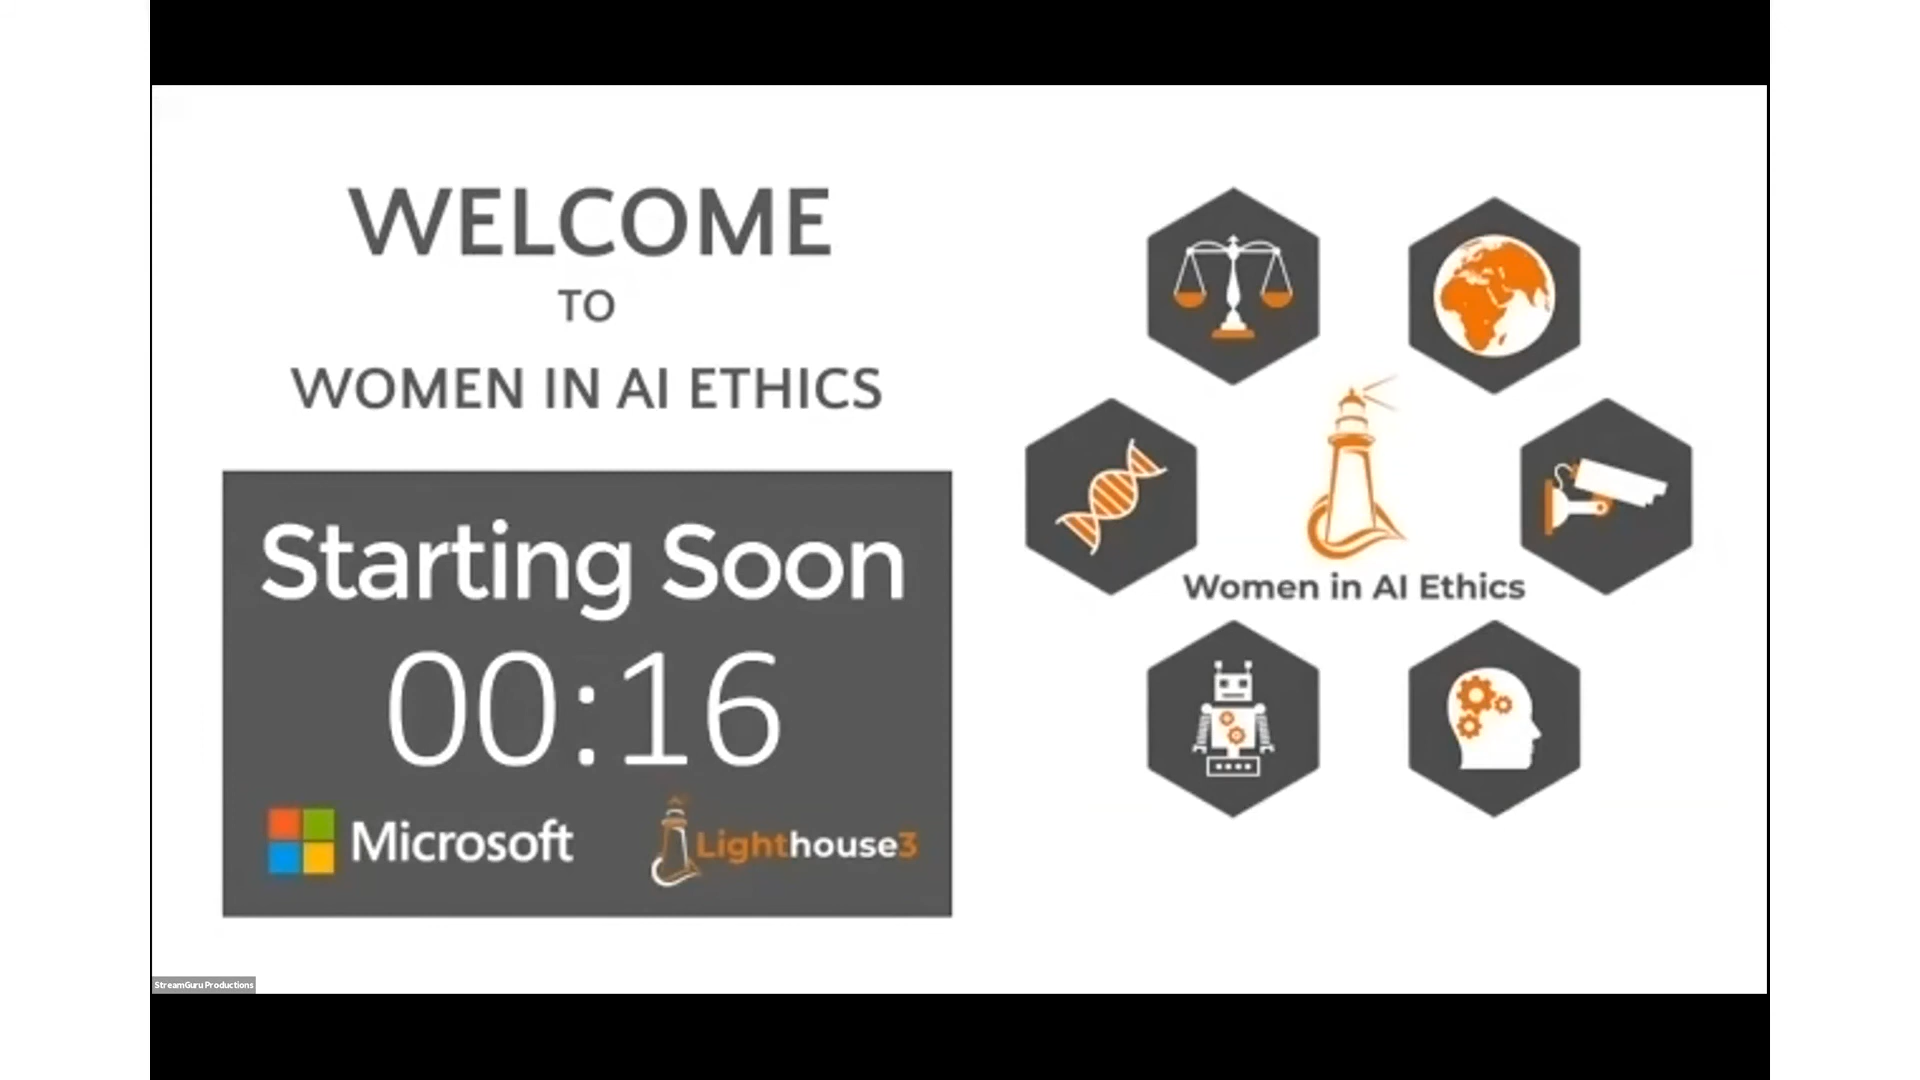 WELCOME
TO
WOMEN IN AI ETHICS
Starting Soon
00:16
Microsoft
Lighthouse3
Women in AI Ethics
StreamGuru Productions